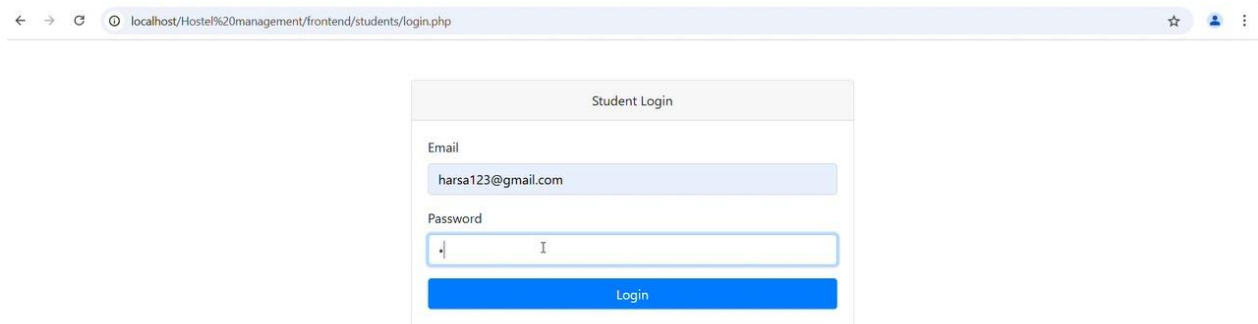 localhost/Hostel%20management/frontend/students/login.php
Student Login
Email
harsa123@gmail.com
Password
Login